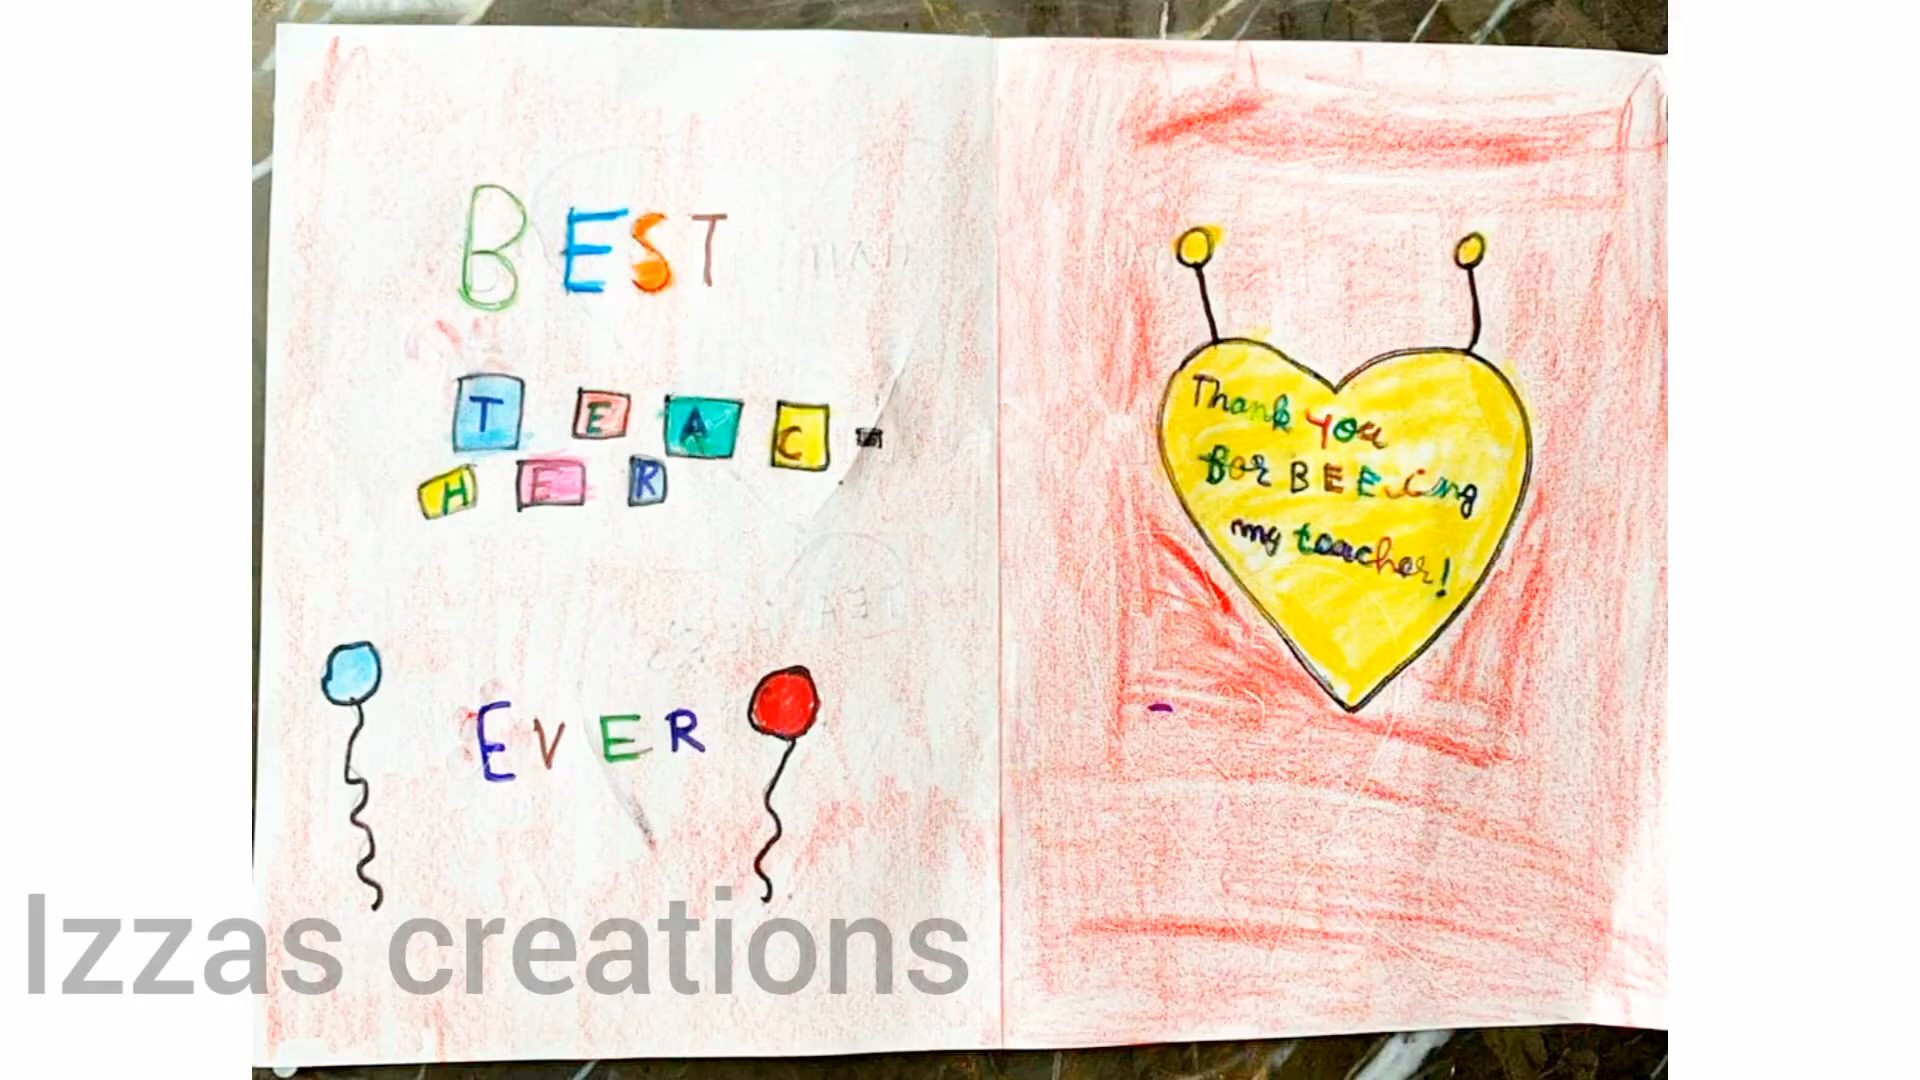 BEST
TEAC-
HER
EVER
Thank you
for BEEing
my teacher!
Izzas creations